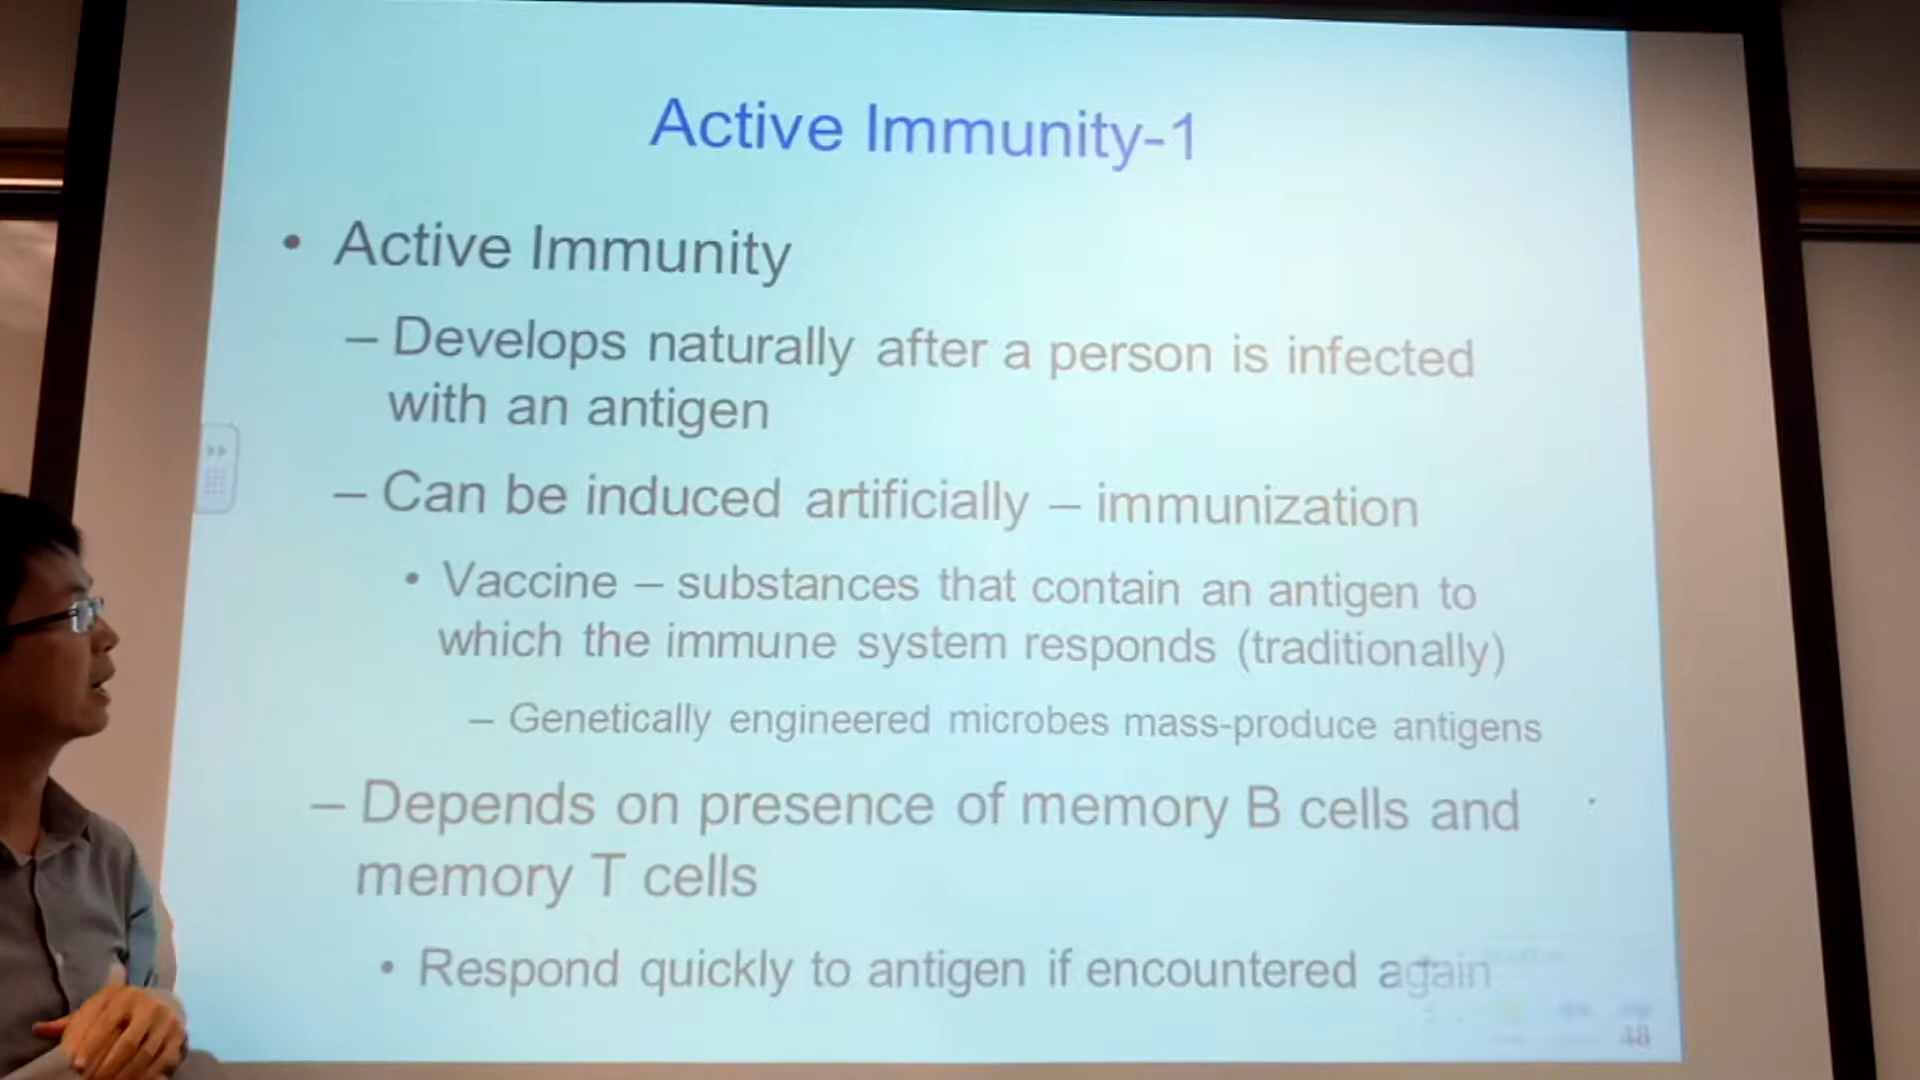 Active Immunity-1
• Active Immunity
– Develops naturally after a person is infected
with an antigen
– Can be induced artificially – immunization
• Vaccine – substances that contain an antigen to
which the immune system responds (traditionally)
– Genetically engineered microbes mass-produce antigens
– Depends on presence of memory B cells and
memory T cells
• Respond quickly to antigen if encountered again
48